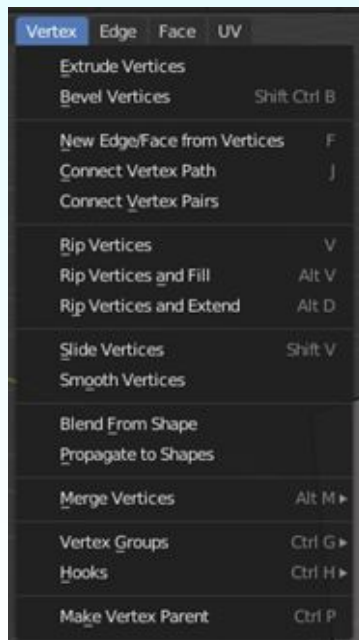 Vertex Edge Face UV
Extrude Vertices
Bevel Vertices Shift Ctrl B
New Edge/Face from Vertices F
Connect Vertex Path J
Connect Vertex Pairs
Rip Vertices V
Rip Vertices and Fill Alt V
Rip Vertices and Extend Alt D
Slide Vertices Shift V
Smooth Vertices
Blend From Shape
Propagate to Shapes
Merge Vertices Alt M
Vertex Groups Ctrl G
Hooks Ctrl H
Make Vertex Parent Ctrl P